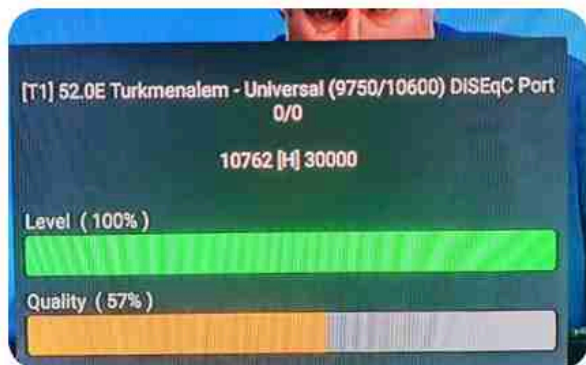 [T1] 52.0E Turkmenalem - Universal (9750/10600) DiSEqC Port
0/0
10762 [H] 30000
Level ( 100% )
Quality ( 57% )